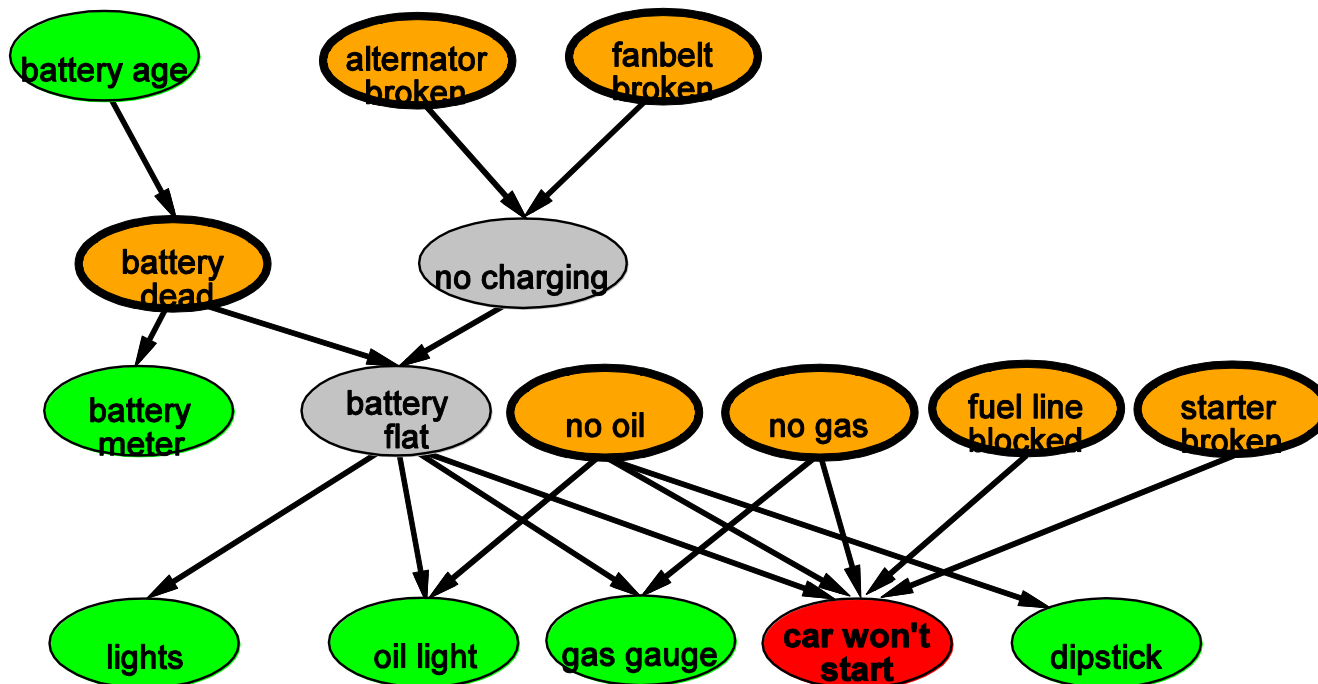 battery age
alternator
broken
fanbelt
broken
battery
dead
no charging
battery
meter
battery
flat
no oil
no gas
fuel line
blocked
starter
broken
lights
oil light
gas gauge
car won't
start
dipstick